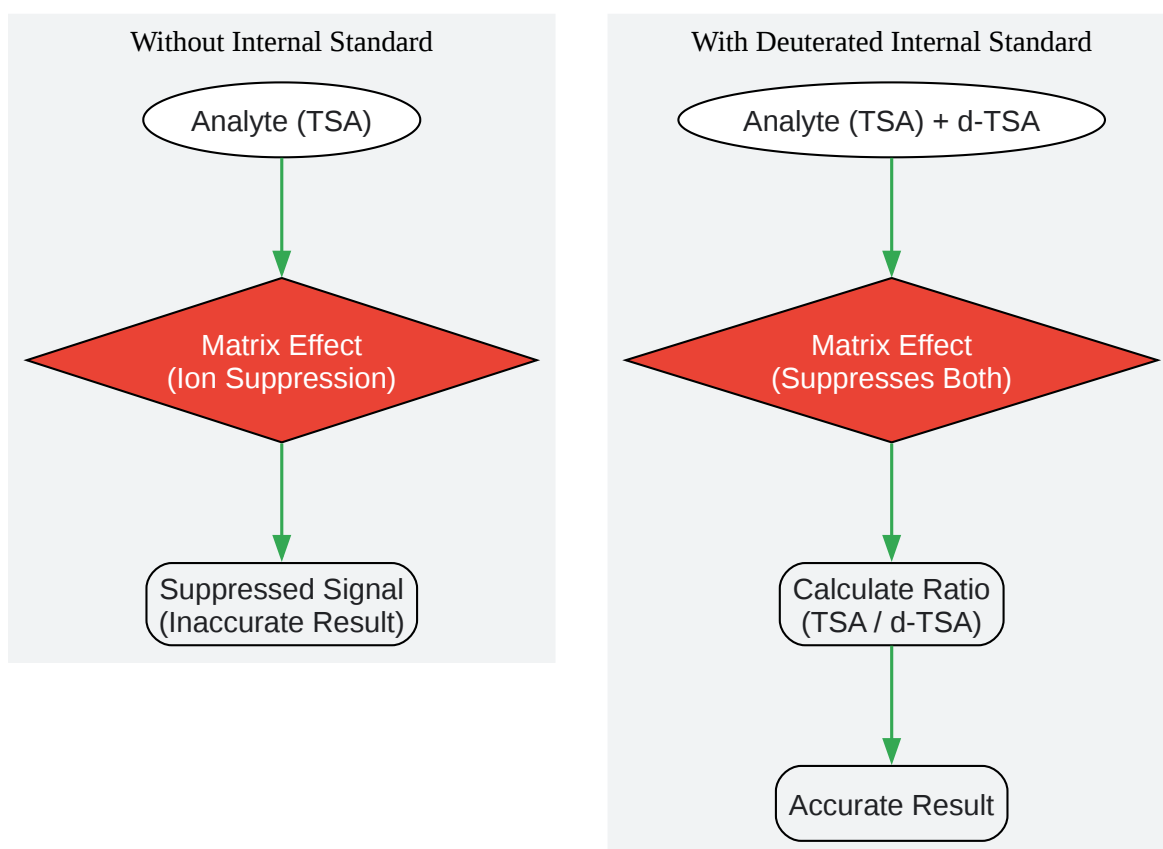 Without Internal Standard
Analyte (TSA)
Matrix Effect
(Ion Suppression)
Suppressed Signal
(Inaccurate Result)
With Deuterated Internal Standard
Analyte (TSA) + d-TSA
Matrix Effect
(Suppresses Both)
Calculate Ratio
(TSA / d-TSA)
Accurate Result